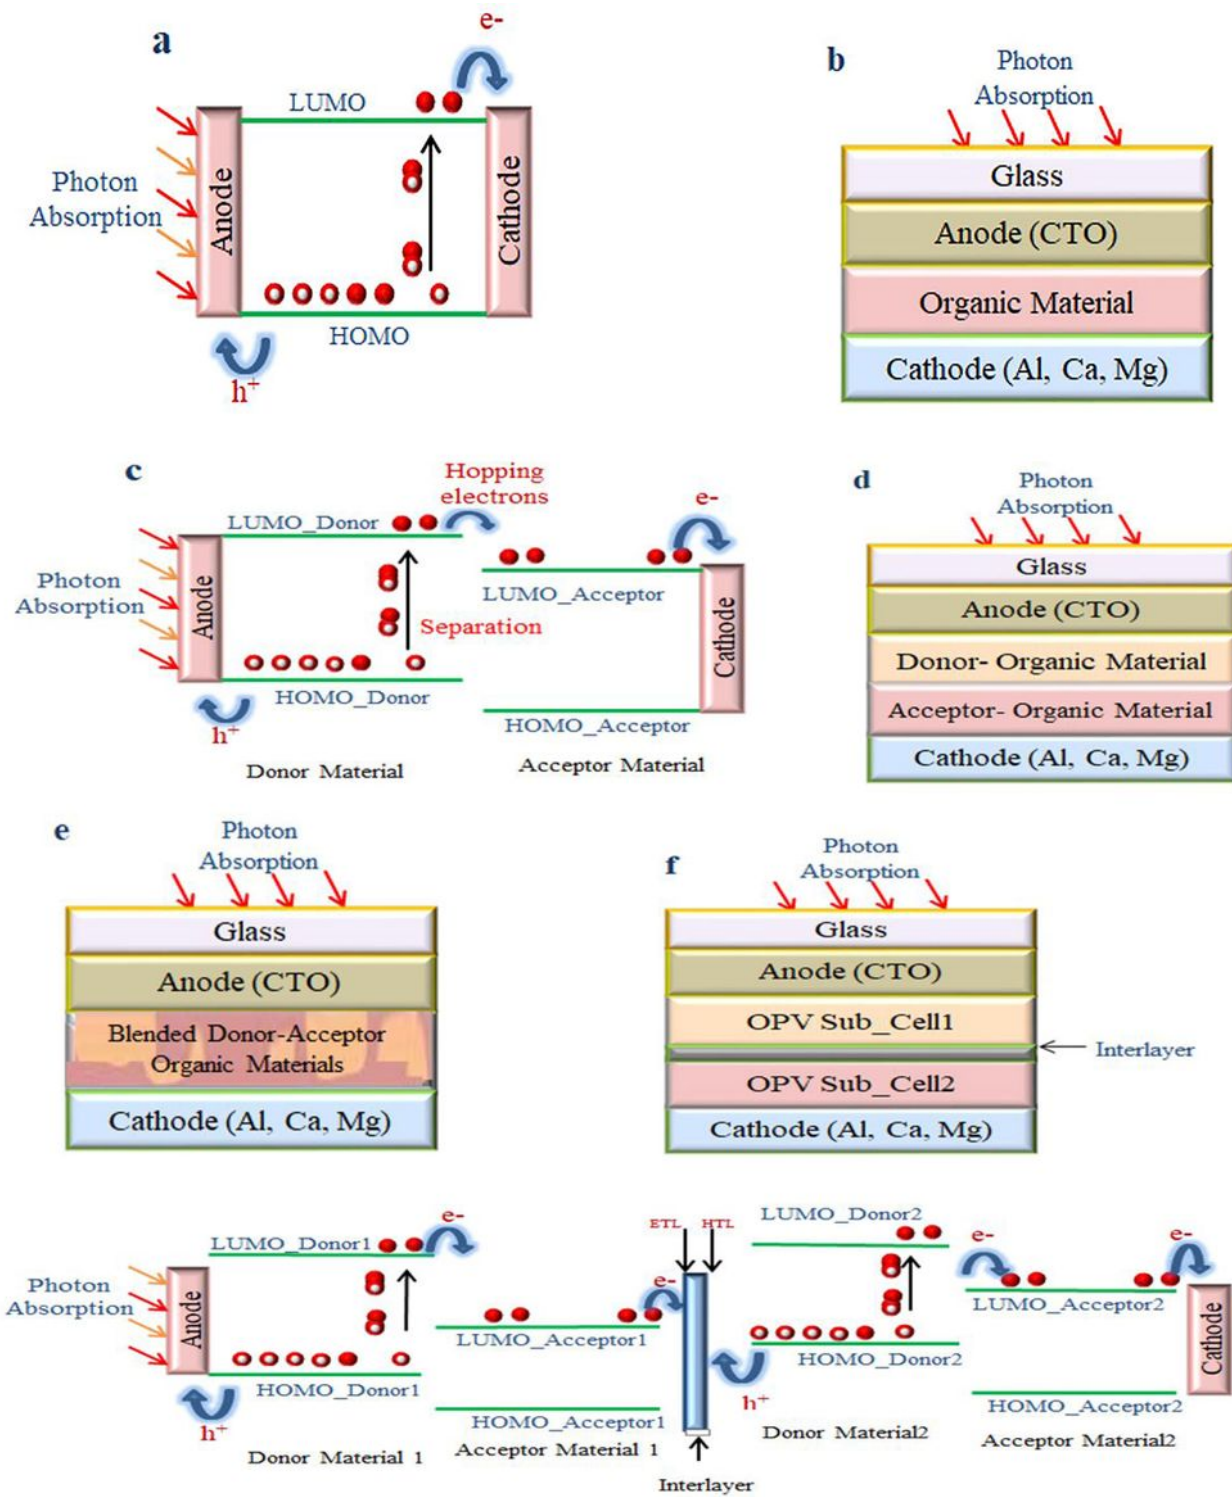 a
e-
LUMO
Photon
Absorption
Anode
Cathode
HOMO
h+
b
Photon
Absorption
Glass
Anode (CTO)
Organic Material
Cathode (Al, Ca, Mg)
c
Hopping
electrons
e-
LUMO_Donor
Photon
Absorption
Anode
LUMO_Acceptor
Separation
Cathode
HOMO_Donor
h+
HOMO_Acceptor
Donor Material
Acceptor Material
d
Photon
Absorption
Glass
Anode (CTO)
Donor- Organic Material
Acceptor- Organic Material
Cathode (Al, Ca, Mg)
e
Photon
Absorption
Glass
Anode (CTO)
Blended Donor-Acceptor
Organic Materials
Cathode (Al, Ca, Mg)
f
Photon
Absorption
Glass
Anode (CTO)
OPV Sub_Cell1
Interlayer
OPV Sub_Cell2
Cathode (Al, Ca, Mg)
e-
LUMO_Donor1
Photon
Absorption
Anode
e-
LUMO_Acceptor1
HOMO_Donor1
h+
HOMO_Acceptor1
Donor Material 1
Acceptor Material 1
ETL
HTL
Interlayer
LUMO_Donor2
e-
e-
LUMO_Acceptor2
HOMO_Donor2
Cathode
h+
HOMO_Acceptor2
Donor Material2
Acceptor Material2